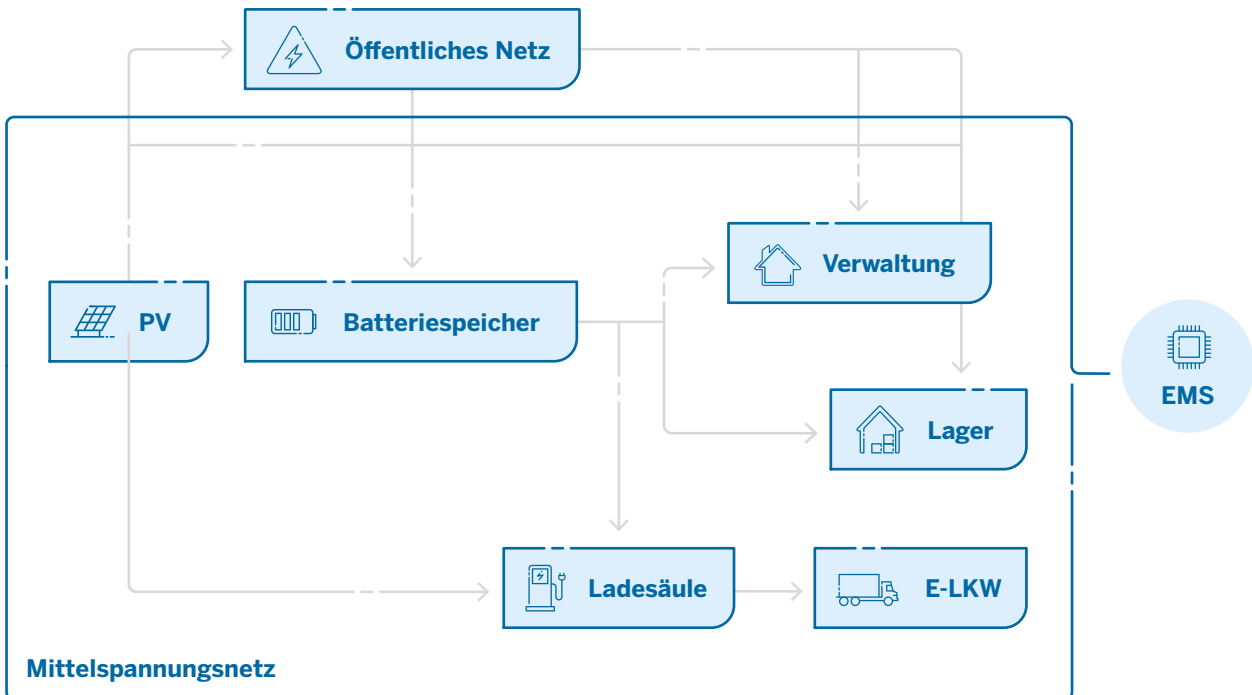 Öffentliches Netz
Verwaltung
PV
Batteriespeicher
EMS
Lager
Ladesäule
E-LKW
Mittelspannungsnetz